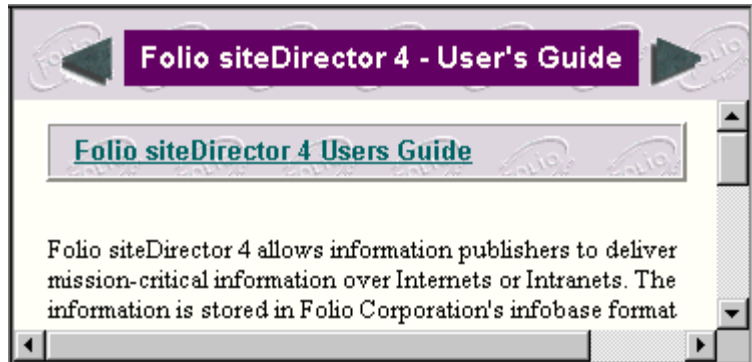 Folio siteDirector 4 - User's Guide
Folio siteDirector 4 Users Guide
Folio siteDirector 4 allows information publishers to deliver
mission-critical information over Internets or Intranets. The
information is stored in Folio Corporation's infobase format